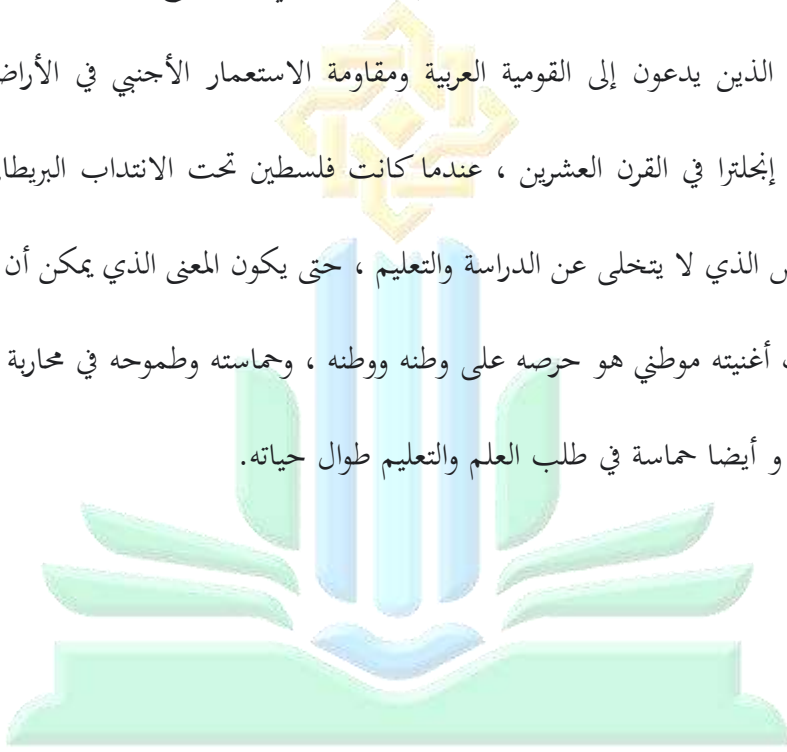 الذين يدعون إلى القومية العربية ومقاومة الاستعمار الأجنبي في
إنجلترا في القرن العشرين ، عندما كانت فلسطين تحت الانتداب
الذي لا يتخلى عن الدراسة والتعليم ، حتى يكون المعنى الذي يمكن أن
أغنيته موطني هو حرصه على وطنه ووطنه ، وحماسته وطموحه في محاربة
و أيضا حماسة في طلب العلم والتعليم طوال حياته.